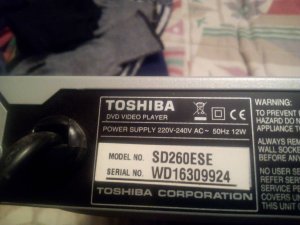 TOSHIBA
DVD VIDEO PLAYER
POWER SUPPLY 220V-240V AC~ 50Hz 12W
MODEL NO. SD260ESE
SERIAL NO. WD16309924
TOSHIBA CORPORATION
WARNING:
TO PREVENT
HAZARD DO N
APPLIANCE T
ALWAYS REM
WALL SOCKE
BEFORE ANY
NO USER SE
REFER SERV
SERVICE PE
COVERS UN
THIS UNIT